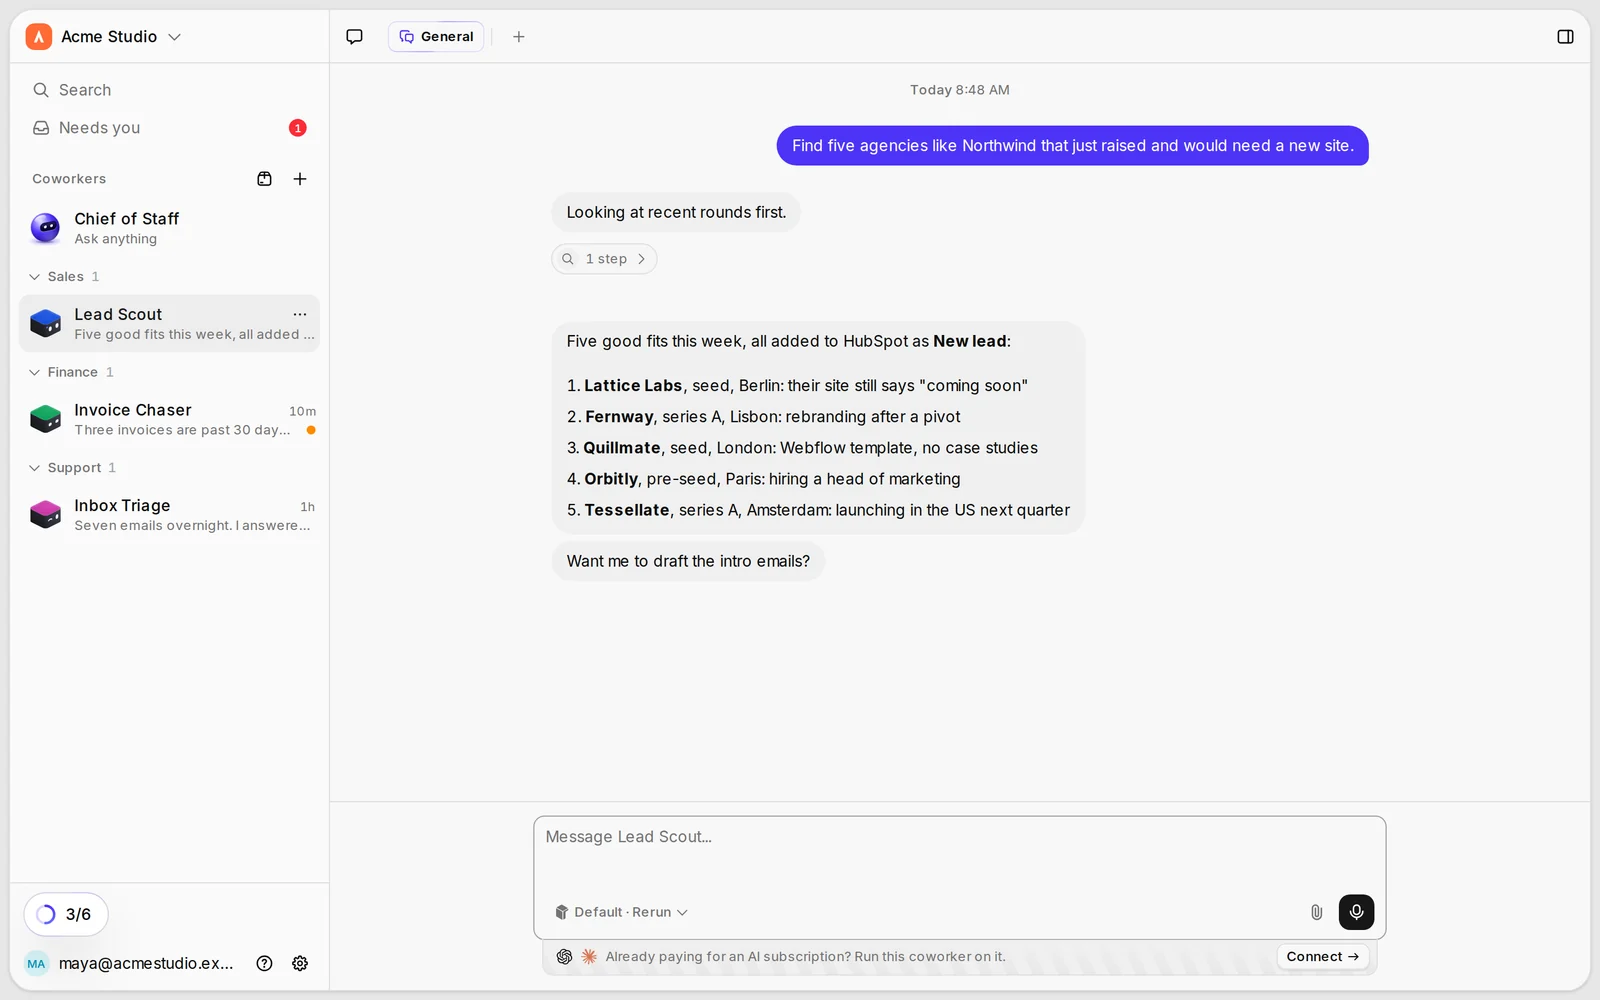 Acme Studio
Search
Needs you
1
Coworkers
Chief of Staff
Ask anything
Sales 1
Lead Scout
Five good fits this week, all added ...
Finance 1
Invoice Chaser
10m
Three invoices are past 30 day...
Support 1
Inbox Triage
1h
Seven emails overnight. I answere...
3/6
MA
maya@acmestudio.ex...
General
Today 8:48 AM
Find five agencies like Northwind that just raised and would need a new site.
Looking at recent rounds first.
1 step
Five good fits this week, all added to HubSpot as New lead:
1. Lattice Labs, seed, Berlin: their site still says "coming soon"
2. Fernway, series A, Lisbon: rebranding after a pivot
3. Quillmate, seed, London: Webflow template, no case studies
4. Orbitly, pre-seed, Paris: hiring a head of marketing
5. Tessellate, series A, Amsterdam: launching in the US next quarter
Want me to draft the intro emails?
Message Lead Scout...
Default · Rerun
Already paying for an AI subscription? Run this coworker on it.
Connect →